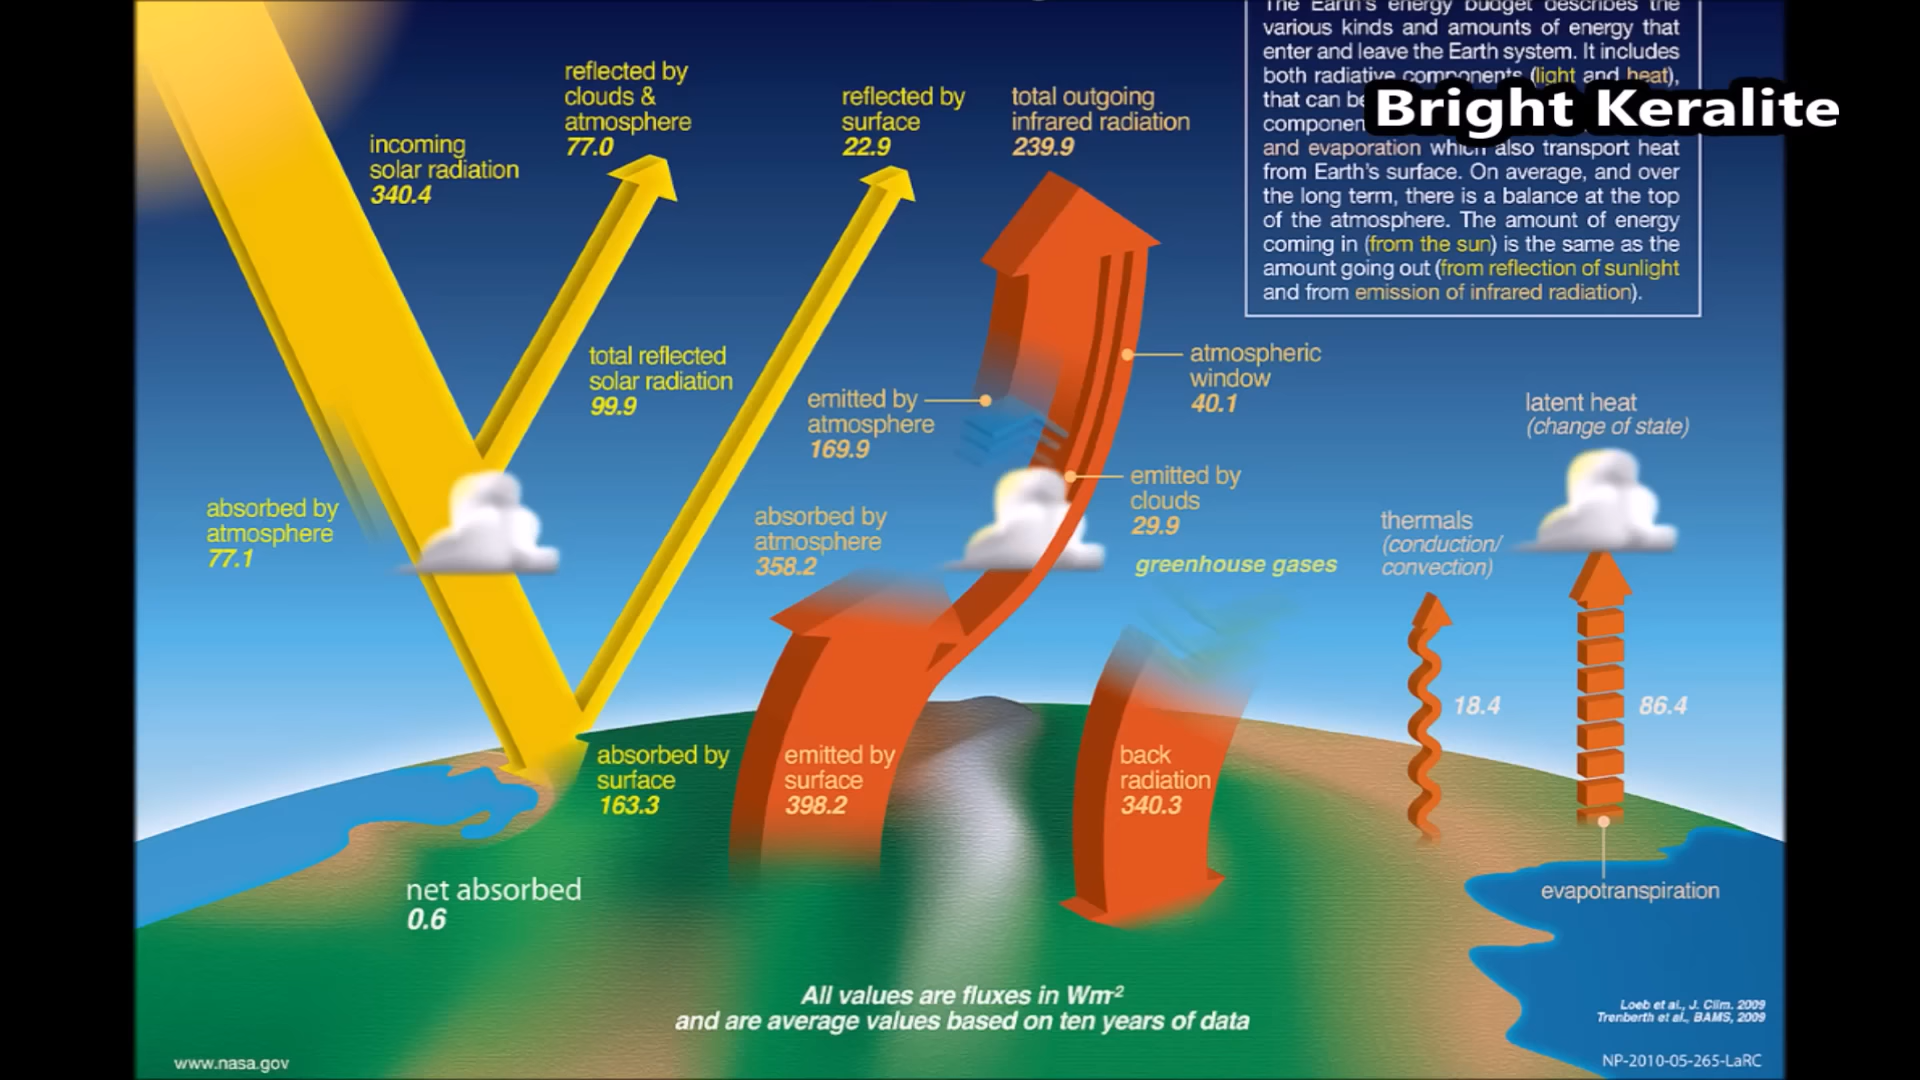 The Earth's energy budget describes the
various kinds and amounts of energy that
enter and leave the Earth system. It includes
both radiative components (light and heat),
that can be
componen
and evaporation which also transport heat
from Earth's surface. On average, and over
the long term, there is a balance at the top
of the atmosphere. The amount of energy
coming in (from the sun) is the same as the
amount going out (from reflection of sunlight
and from emission of infrared radiation).
Bright Keralite
reflected by
clouds &
atmosphere
77.0
incoming
solar radiation
340.4
reflected by
surface
22.9
total outgoing
infrared radiation
239.9
total reflected
solar radiation
99.9
emitted by
atmosphere
169.9
atmospheric
window
40.1
latent heat
(change of state)
absorbed by
atmosphere
77.1
absorbed by
atmosphere
358.2
emitted by
clouds
29.9
greenhouse gases
thermals
(conduction/
convection)
18.4
86.4
absorbed by
surface
163.3
emitted by
surface
398.2
back
radiation
340.3
evapotranspiration
net absorbed
0.6
All values are fluxes in Wm-2
and are average values based on ten years of data
Loeb et al., J. Clim. 2009
Trenberth et al., BAMS, 2009
www.nasa.gov
NP-2010-05-265-LaRC